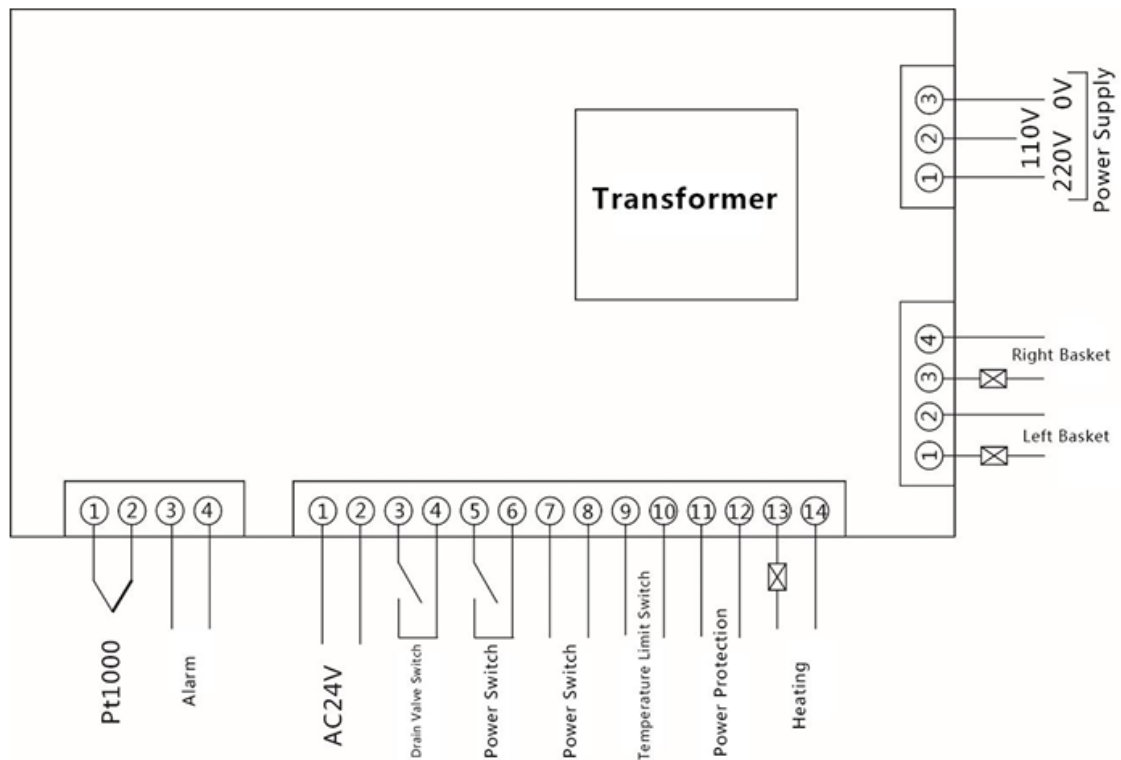 Transformer
3
2
1
0V
110V
220V
Power Supply
4
3
2
1
Right Basket
Left Basket
1 2 3 4
1 2 3 4 5 6 7 8 9 10 11 12 13 14
Pt1000
Alarm
AC24V
Drain Valve Switch
Power Switch
Power Switch
Temperature Limit Switch
Power Protection
Heating